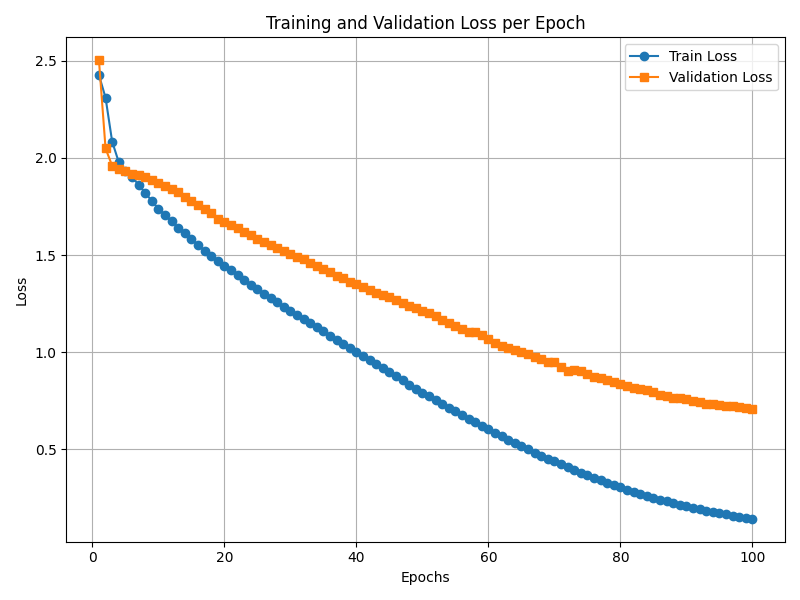 Training and Validation Loss per Epoch
Train Loss
Validation Loss
2.5
2.0
1.5
1.0
0.5
Loss
0 20 40 60 80 100
Epochs